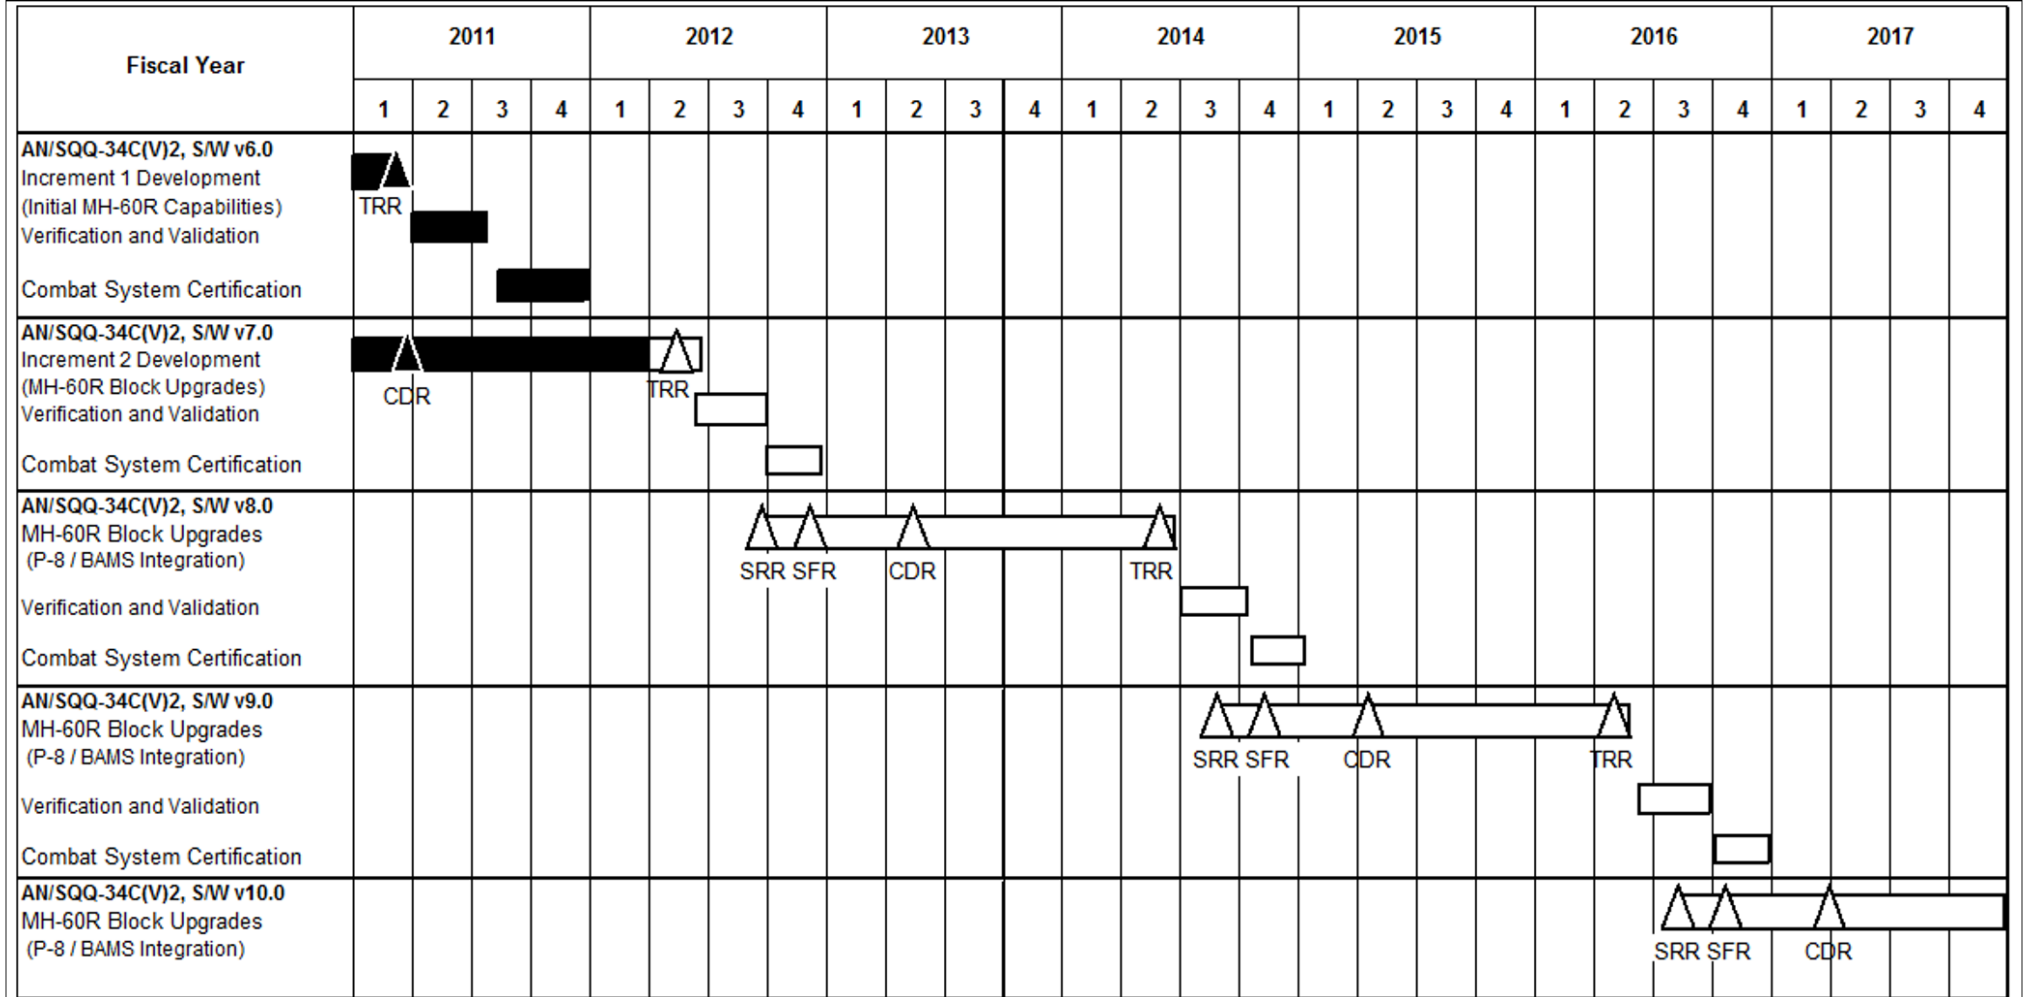 Fiscal Year
2011 2012 2013 2014 2015 2016 2017
1 2 3 4 1 2 3 4 1 2 3 4 1 2 3 4 1 2 3 4 1 2 3 4 1 2 3 4
AN/SQQ-34C(V)2, S/W v6.0
Increment 1 Development
(Initial MH-60R Capabilities)
TRR
Verification and Validation
Combat System Certification
AN/SQQ-34C(V)2, S/W v7.0
Increment 2 Development
(MH-60R Block Upgrades)
CDR TRR
Verification and Validation
Combat System Certification
AN/SQQ-34C(V)2, S/W v8.0
MH-60R Block Upgrades
(P-8 / BAMS Integration)
SRR SFR CDR TRR
Verification and Validation
Combat System Certification
AN/SQQ-34C(V)2, S/W v9.0
MH-60R Block Upgrades
(P-8 / BAMS Integration)
SRR SFR CDR TRR
Verification and Validation
Combat System Certification
AN/SQQ-34C(V)2, S/W v10.0
MH-60R Block Upgrades
(P-8 / BAMS Integration)
SRR SFR CDR